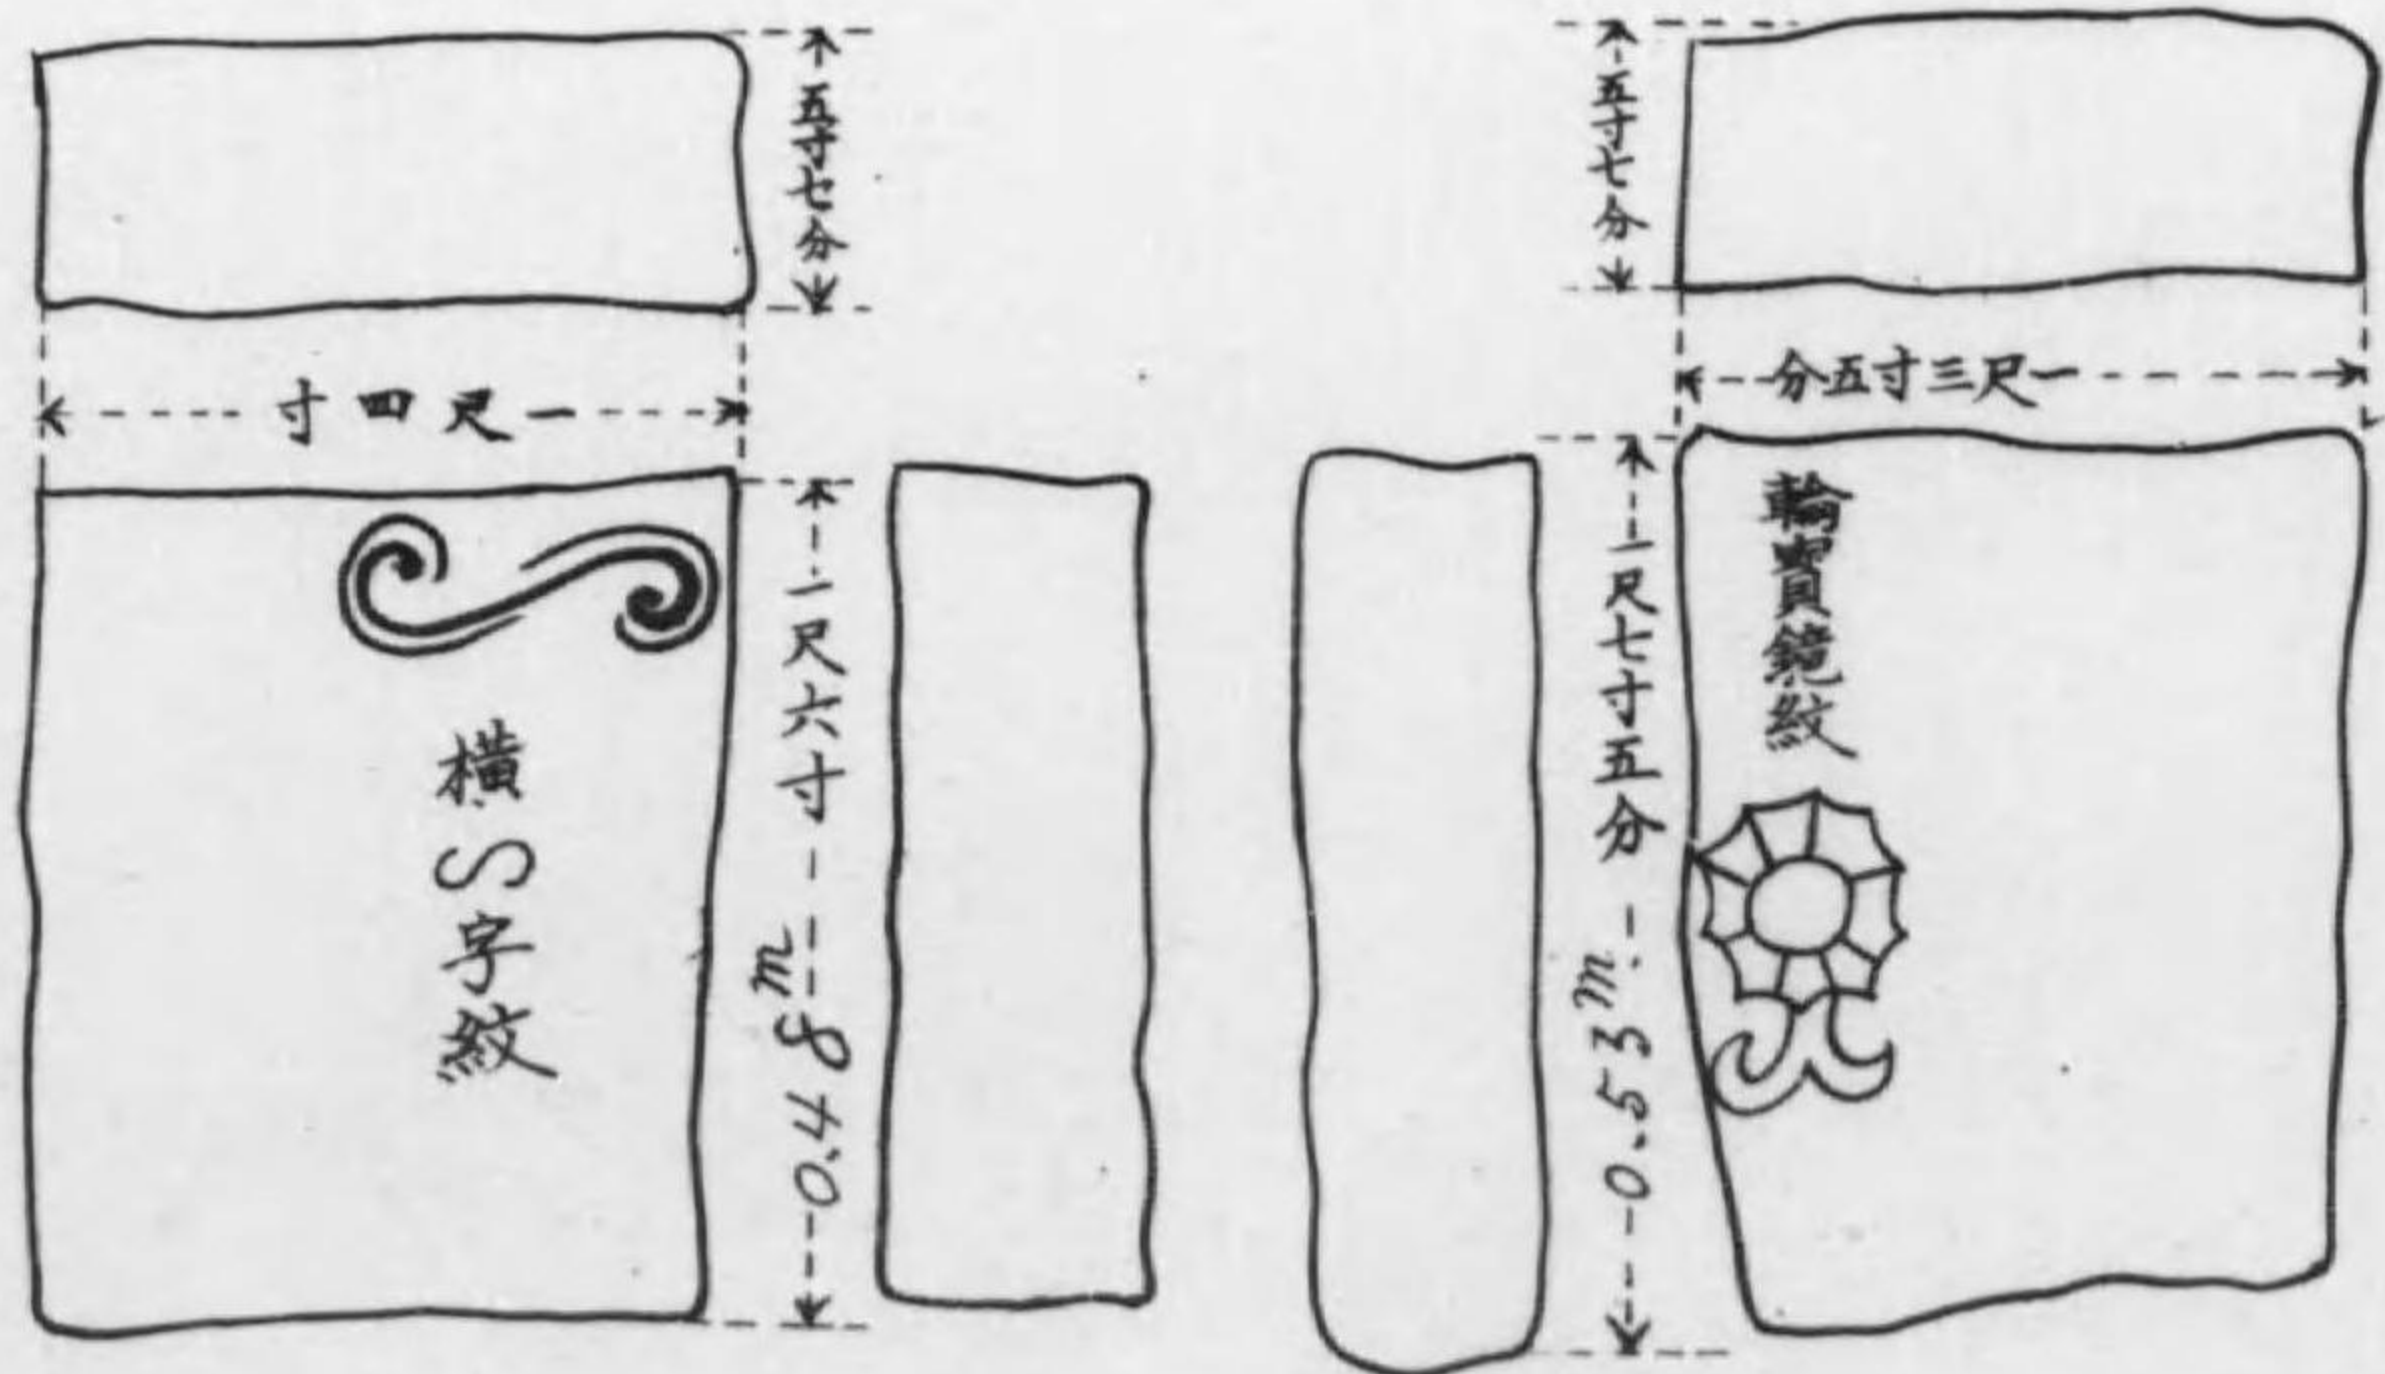 五寸七分
分五寸三尺一
輪寳鏡紋
一尺七寸五分
0.53m
五寸七分
寸四尺一
一尺六寸
0.48m
横S字紋